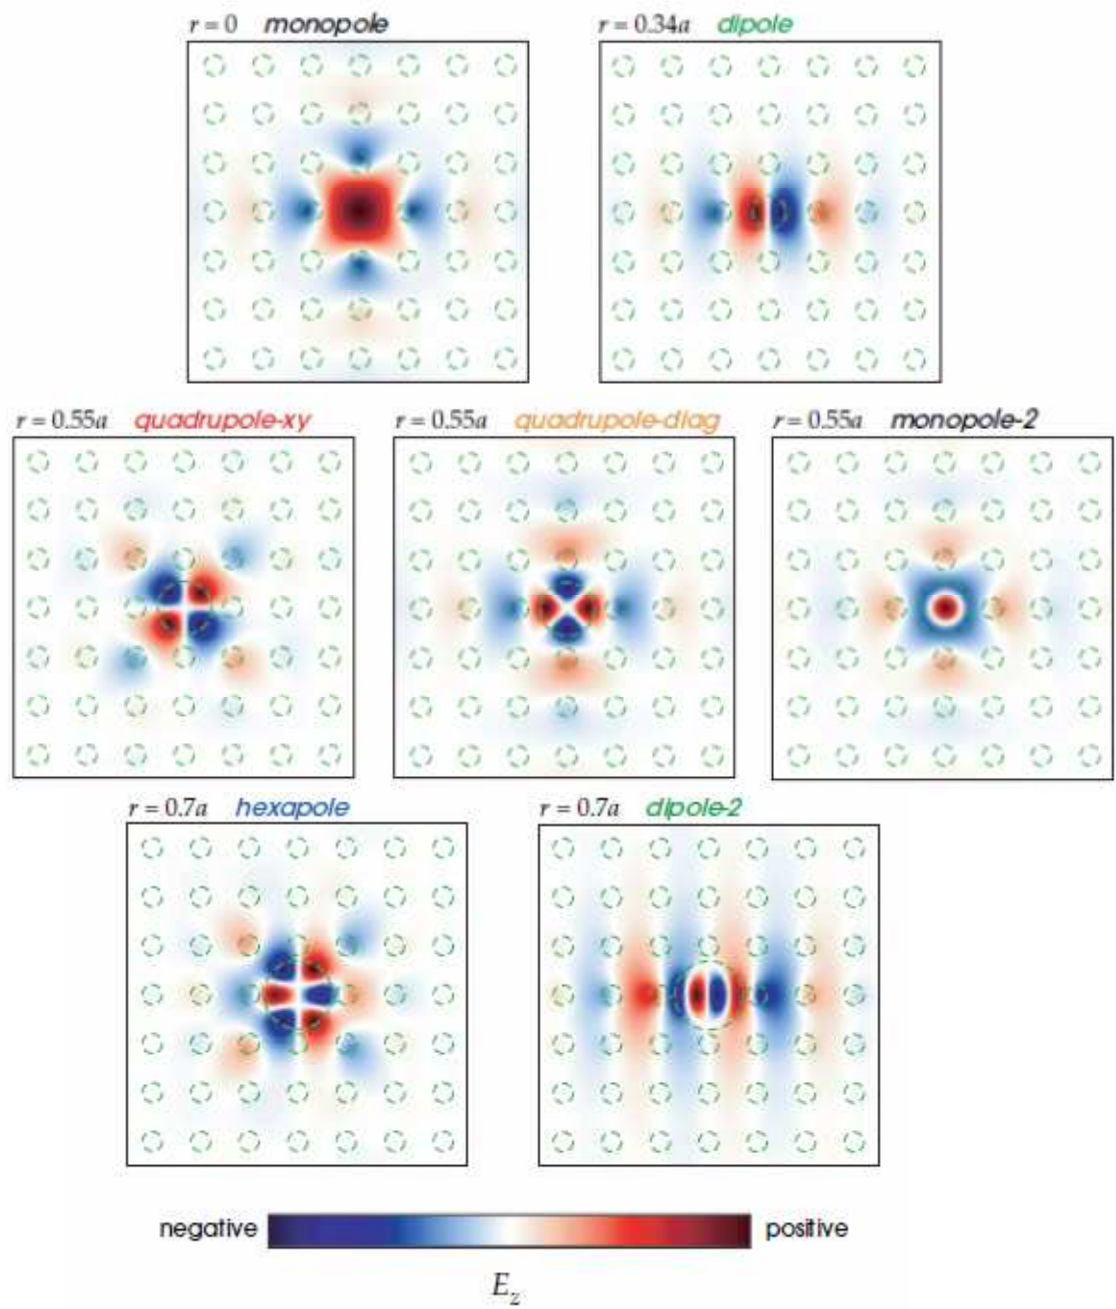 r = 0 monopole
r = 0.34a dipole
r = 0.55a quadrupole-xy
r = 0.55a quadrupole-diag
r = 0.55a monopole-2
r = 0.7a hexapole
r = 0.7a dipole-2
negative positive
E_z